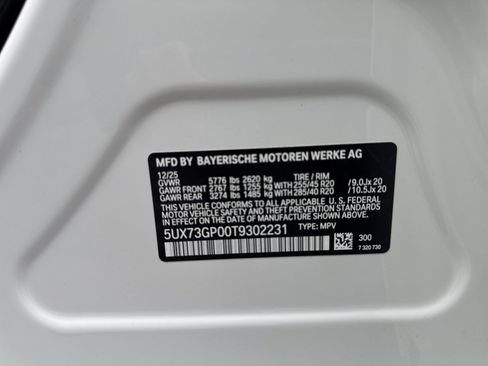 MFD BY BAYERISCHE MOTOREN WERKE AG
12/25
GVWR 5776 lbs 2620 kg TIRE / RIM
GAWR FRONT 2767 lbs 1255 kg WITH 255/45 R20 /9.0Jx 20
GAWR REAR 3274 lbs 1485 kg WITH 285/40 R20 /10.5Jx 20
THIS VEHICLE CONFORMS TO ALL APPLICABLE U.S. FEDERAL
MOTOR VEHICLE SAFETY STANDARDS
IN EFFECT ON THE DATE OF MANUFACTURE SHOWN ABOVE.
5UX73GP00T9302231 TYPE: MPV
300
7 320 730